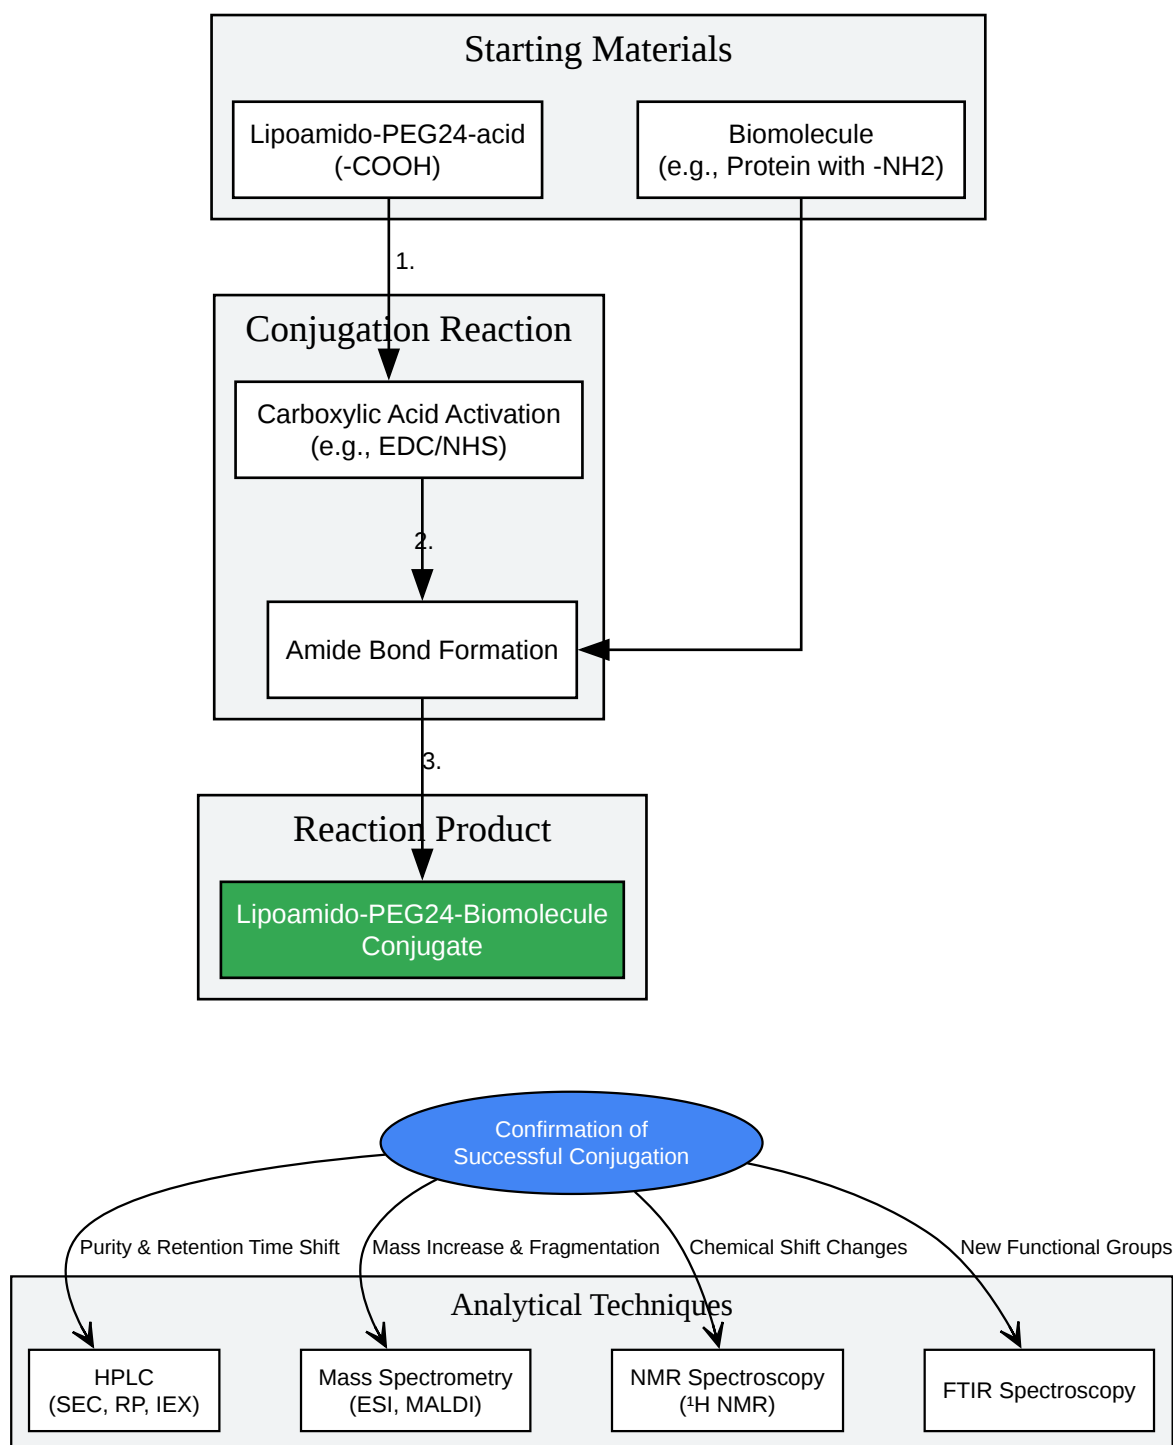 Starting Materials
Lipoamido-PEG24-acid
(-COOH)
Biomolecule
(e.g., Protein with -NH2)
1.
Conjugation Reaction
Carboxylic Acid Activation
(e.g., EDC/NHS)
2.
Amide Bond Formation
3.
Reaction Product
Lipoamido-PEG24-Biomolecule
Conjugate
Confirmation of
Successful Conjugation
Purity & Retention Time Shift
Mass Increase & Fragmentation
Chemical Shift Changes
New Functional Groups
Analytical Techniques
HPLC
(SEC, RP, IEX)
Mass Spectrometry
(ESI, MALDI)
NMR Spectroscopy
(¹H NMR)
FTIR Spectroscopy